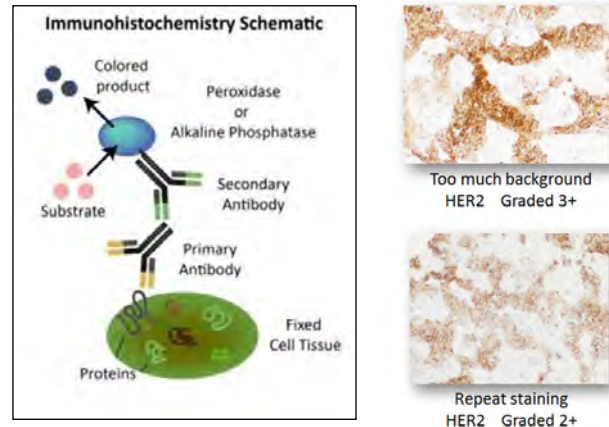 Immunohistochemistry Schematic
Colored
product
Peroxidase
or
Alkaline Phosphatase
Substrate
Secondary
Antibody
Primary
Antibody
Fixed
Cell Tissue
Proteins
Too much background
HER2 Graded 3+
Repeat staining
HER2 Graded 2+